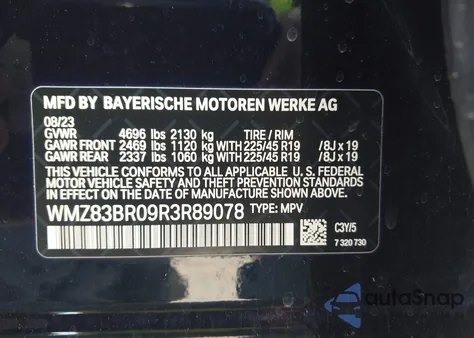 MFD BY BAYERISCHE MOTOREN WERKE AG
08/23
GVWR 4696 lbs 2130 kg TIRE / RIM
GAWR FRONT 2469 lbs 1120 kg WITH 225/45 R19 /8J x 19
GAWR REAR 2337 lbs 1060 kg WITH 225/45 R19 /8J x 19
THIS VEHICLE CONFORMS TO ALL APPLICABLE U. S. FEDERAL
MOTOR VEHICLE SAFETY AND THEFT PREVENTION STANDARDS
IN EFFECT ON THE DATE OF MANUFACTURE SHOWN ABOVE.
WMZ83BR09R3R89078 TYPE: MPV
C3Y/5
7 320 730
autoSnap